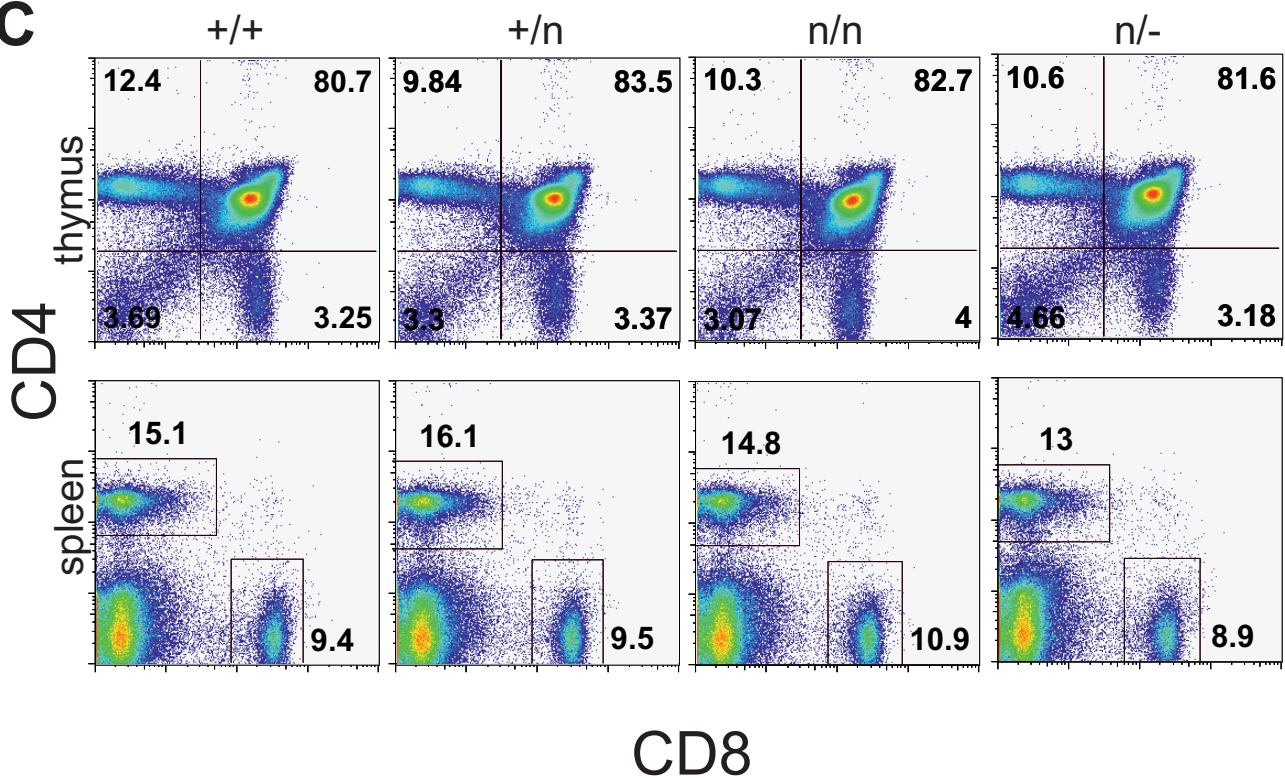 C
+/+ +/n n/n n/-
12.4 80.7 9.84 83.5 10.3 82.7 10.6 81.6
thymus
3.69 3.25 3.3 3.37 3.07 4 4.66 3.18
CD4
15.1 16.1 14.8 13
spleen
9.4 9.5 10.9 8.9
CD8